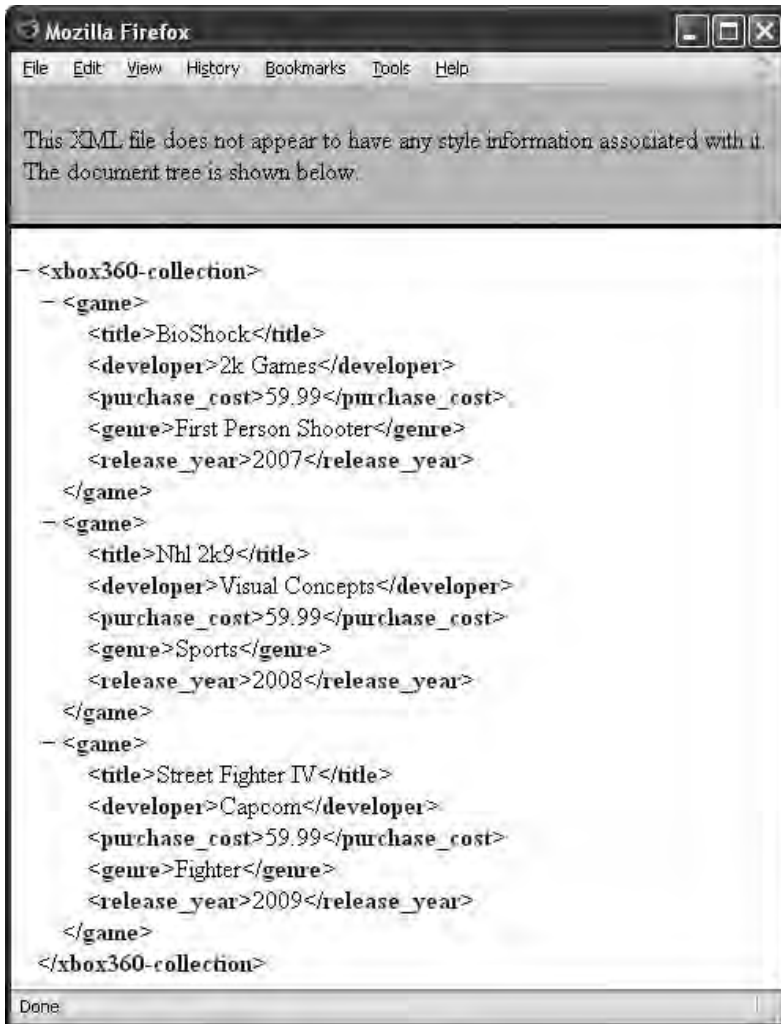 Mozilla Firefox
File Edit View History Bookmarks Tools Help
This XML file does not appear to have any style information associated with it.
The document tree is shown below.
− <xbox360-collection>
− <game>
<title>BioShock</title>
<developer>2k Games</developer>
<purchase_cost>59.99</purchase_cost>
<genre>First Person Shooter</genre>
<release_year>2007</release_year>
</game>
− <game>
<title>Nhl 2k9</title>
<developer>Visual Concepts</developer>
<purchase_cost>59.99</purchase_cost>
<genre>Sports</genre>
<release_year>2008</release_year>
</game>
− <game>
<title>Street Fighter IV</title>
<developer>Capcom</developer>
<purchase_cost>59.99</purchase_cost>
<genre>Fighter</genre>
<release_year>2009</release_year>
</game>
</xbox360-collection>
Done